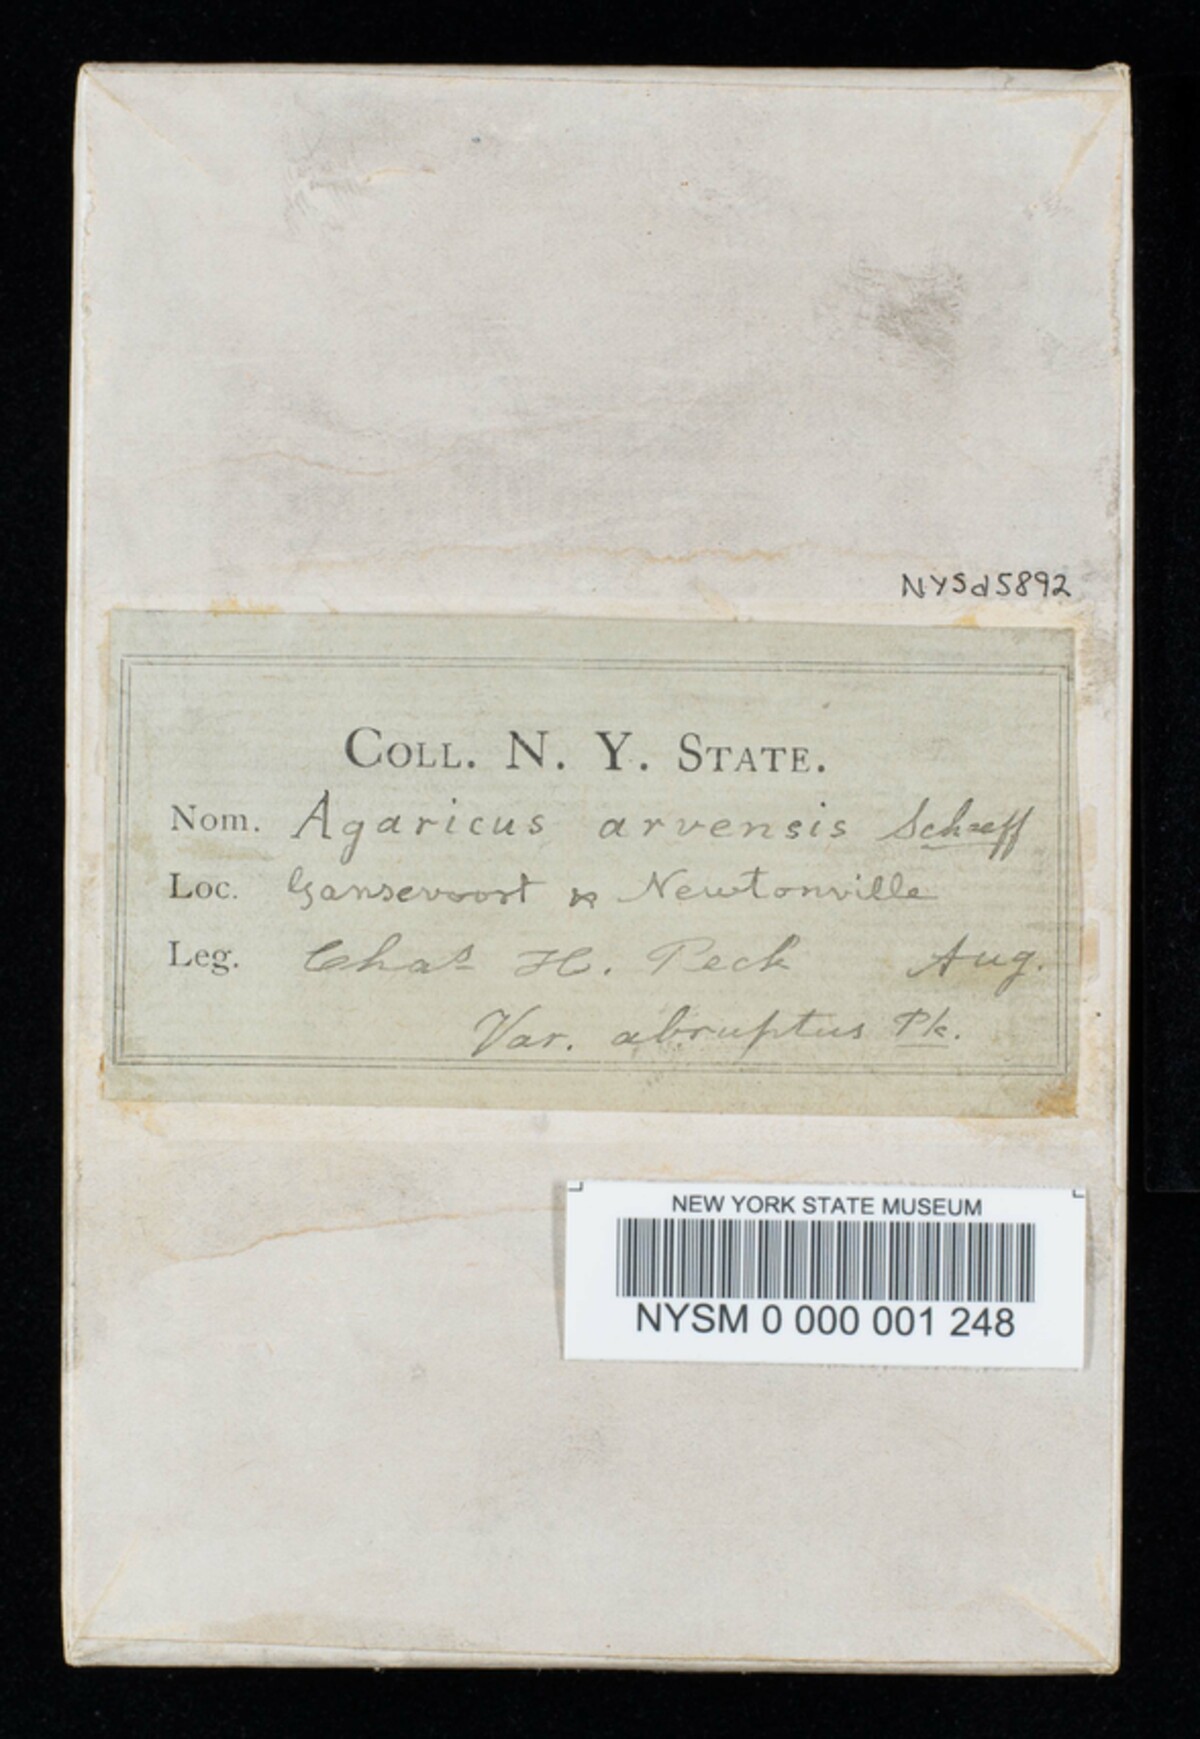 NYSd5892
COLL. N. Y. STATE.
Nom. Agaricus arvensis Schaeff
Loc. Gansevoort & Newtonville
Leg. Chas. H. Peck Aug.
Var. abruptus Pk.
NEW YORK STATE MUSEUM
NYSM 0 000 001 248